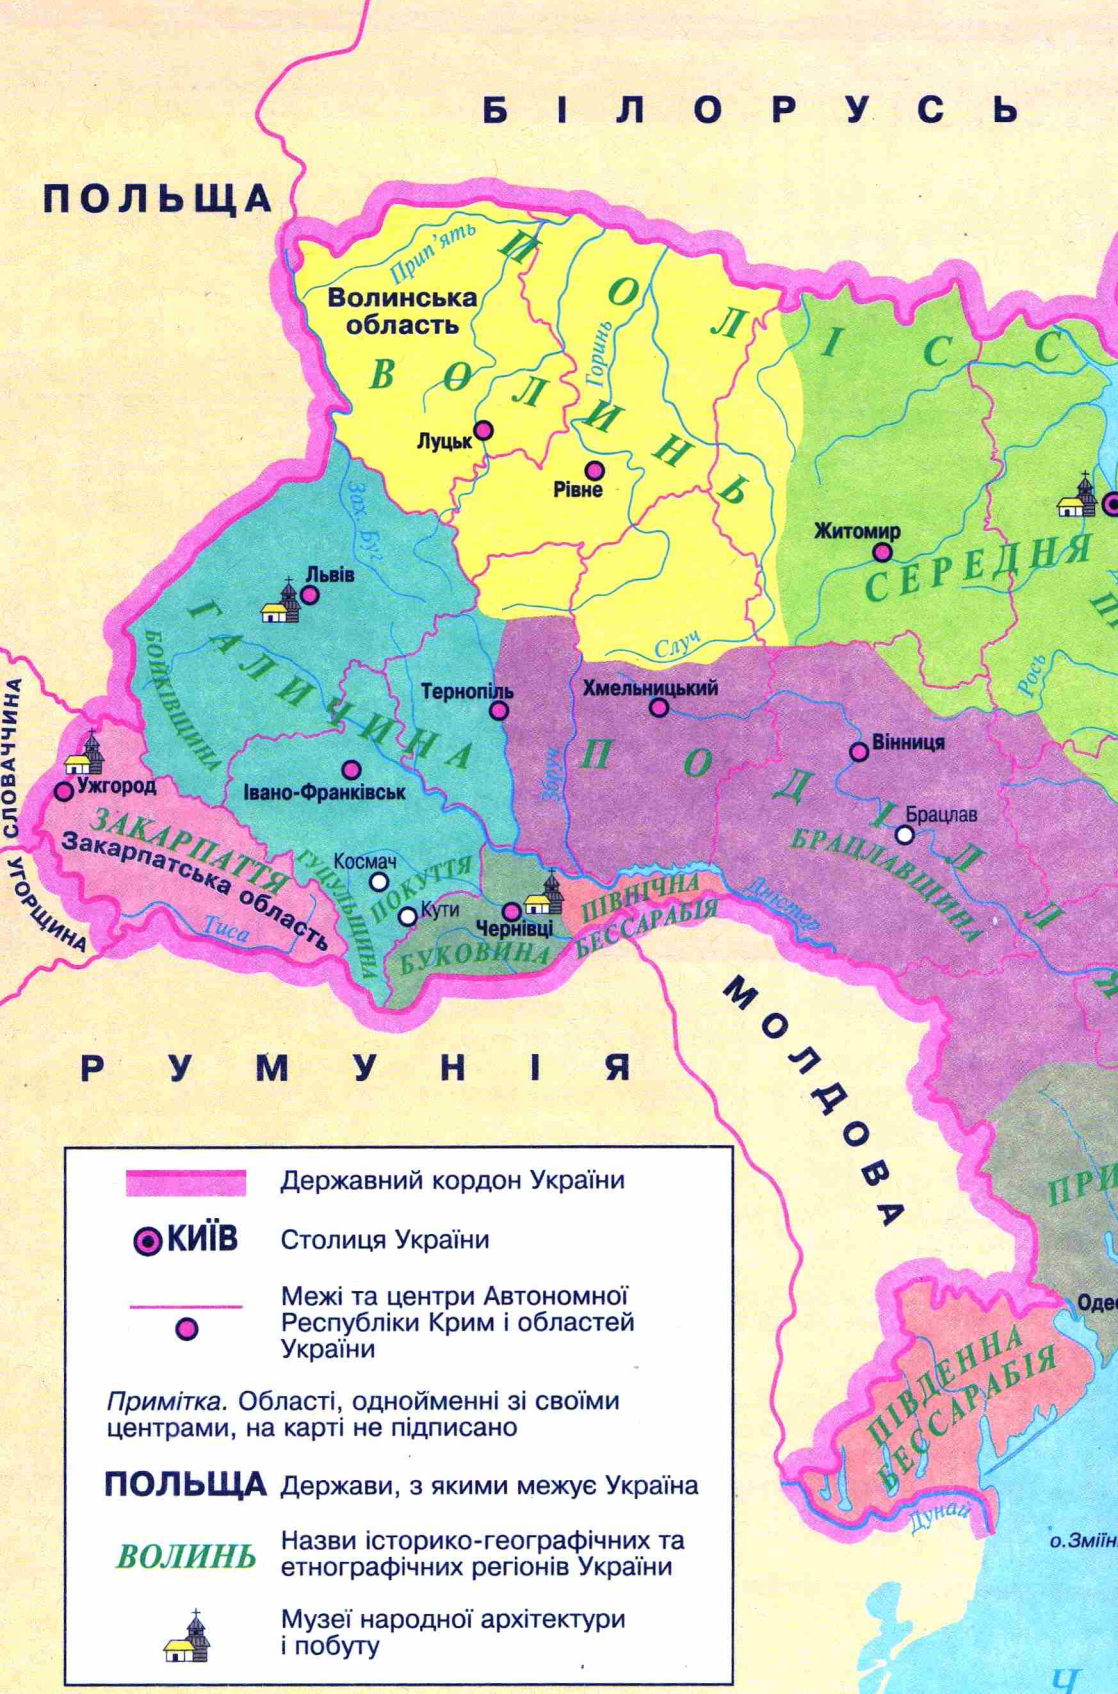 БІЛОРУСЬ
ПОЛЬЩА
Прип'ять
ПОЛІСС
Волинська
область
ВОЛИНЬ
Горинь
Луцьк
Рівне
Зах. Буг
Житомир
СЕРЕДНЯ
Львів
ГАЛИЧИНА
БОЙКІВЩИНА
Случ
Рось
Тернопіль
Хмельницький
Збруч
ПОДІЛЛЯ
Вінниця
Брацлав
БРАЦЛАВЩИНА
СЛОВАЧЧИНА
Ужгород
Івано-Франківськ
ЗАКАРПАТТЯ
Закарпатська область
УГОРЩИНА
Тиса
ГУЦУЛЬЩИНА
Космач
ПОКУТТЯ
Кути
Чернівці
БУКОВИНА
ПІВНІЧНА
БЕССАРАБІЯ
Дністер
МОЛДОВА
РУМУНІЯ
ПРИ
Оде
ПІВДЕННА
БЕССАРАБІЯ
Дунай
о.Зміїн
Ч
Державний кордон України
КИЇВ
Столиця України
Межі та центри Автономної
Республіки Крим і областей
України
Примітка. Області, однойменні зі своїми
центрами, на карті не підписано
ПОЛЬЩА
Держави, з якими межує Україна
ВОЛИНЬ
Назви історико-географічних та
етнографічних регіонів України
Музеї народної архітектури
і побуту